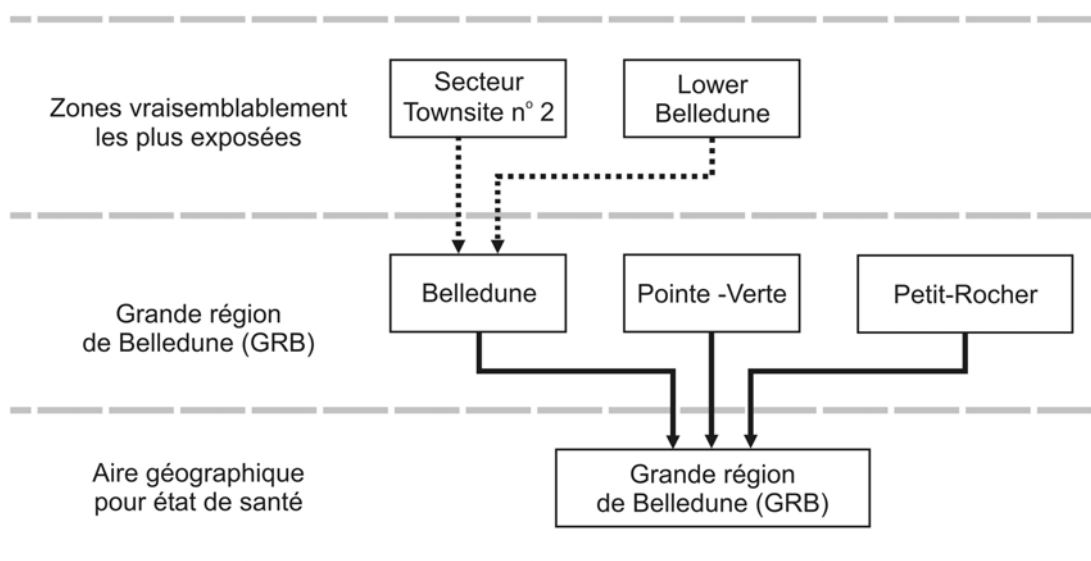 Zones vraisemblablement
les plus exposées
Secteur
Townsite n° 2
Lower
Belledune
Grande région
de Belledune (GRB)
Belledune
Pointe -Verte
Petit-Rocher
Aire géographique
pour état de santé
Grande région
de Belledune (GRB)